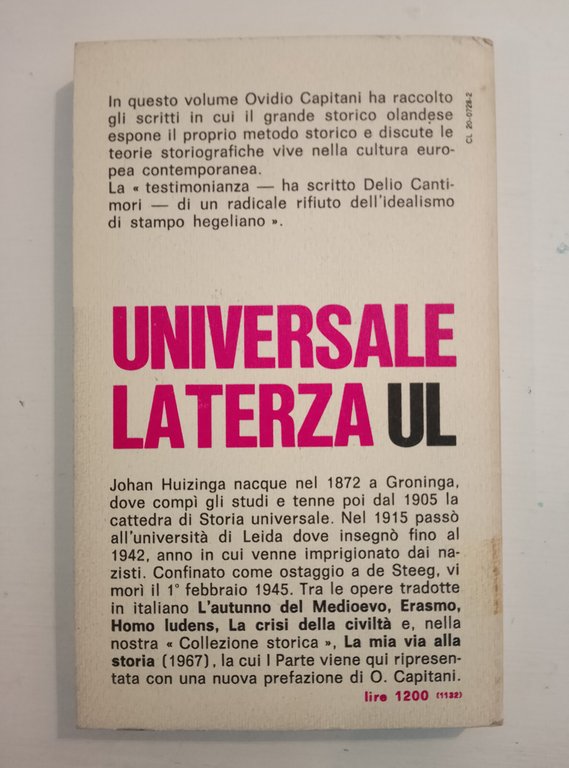 In questo volume Ovidio Capitani ha raccolto
gli scritti in cui il grande storico olandese
espone il proprio metodo storico e discute le
teorie storiografiche vive nella cultura euro-
pea contemporanea.
La « testimonianza — ha scritto Delio Canti-
mori — di un radicale rifiuto dell'idealismo
di stampo hegeliano ».
CL 20-0728-2
UNIVERSALE
LATERZA UL
Johan Huizinga nacque nel 1872 a Groninga,
dove compì gli studi e tenne poi dal 1905 la
cattedra di Storia universale. Nel 1915 passò
all'università di Leida dove insegnò fino al
1942, anno in cui venne imprigionato dai na-
zisti. Confinato come ostaggio a de Steeg, vi
morì il 1° febbraio 1945. Tra le opere tradotte
in italiano L'autunno del Medioevo, Erasmo,
Homo ludens, La crisi della civiltà e, nella
nostra « Collezione storica », La mia via alla
storia (1967), la cui I Parte viene qui ripresen-
tata con una nuova prefazione di O. Capitani.
lire 1200 (1132)